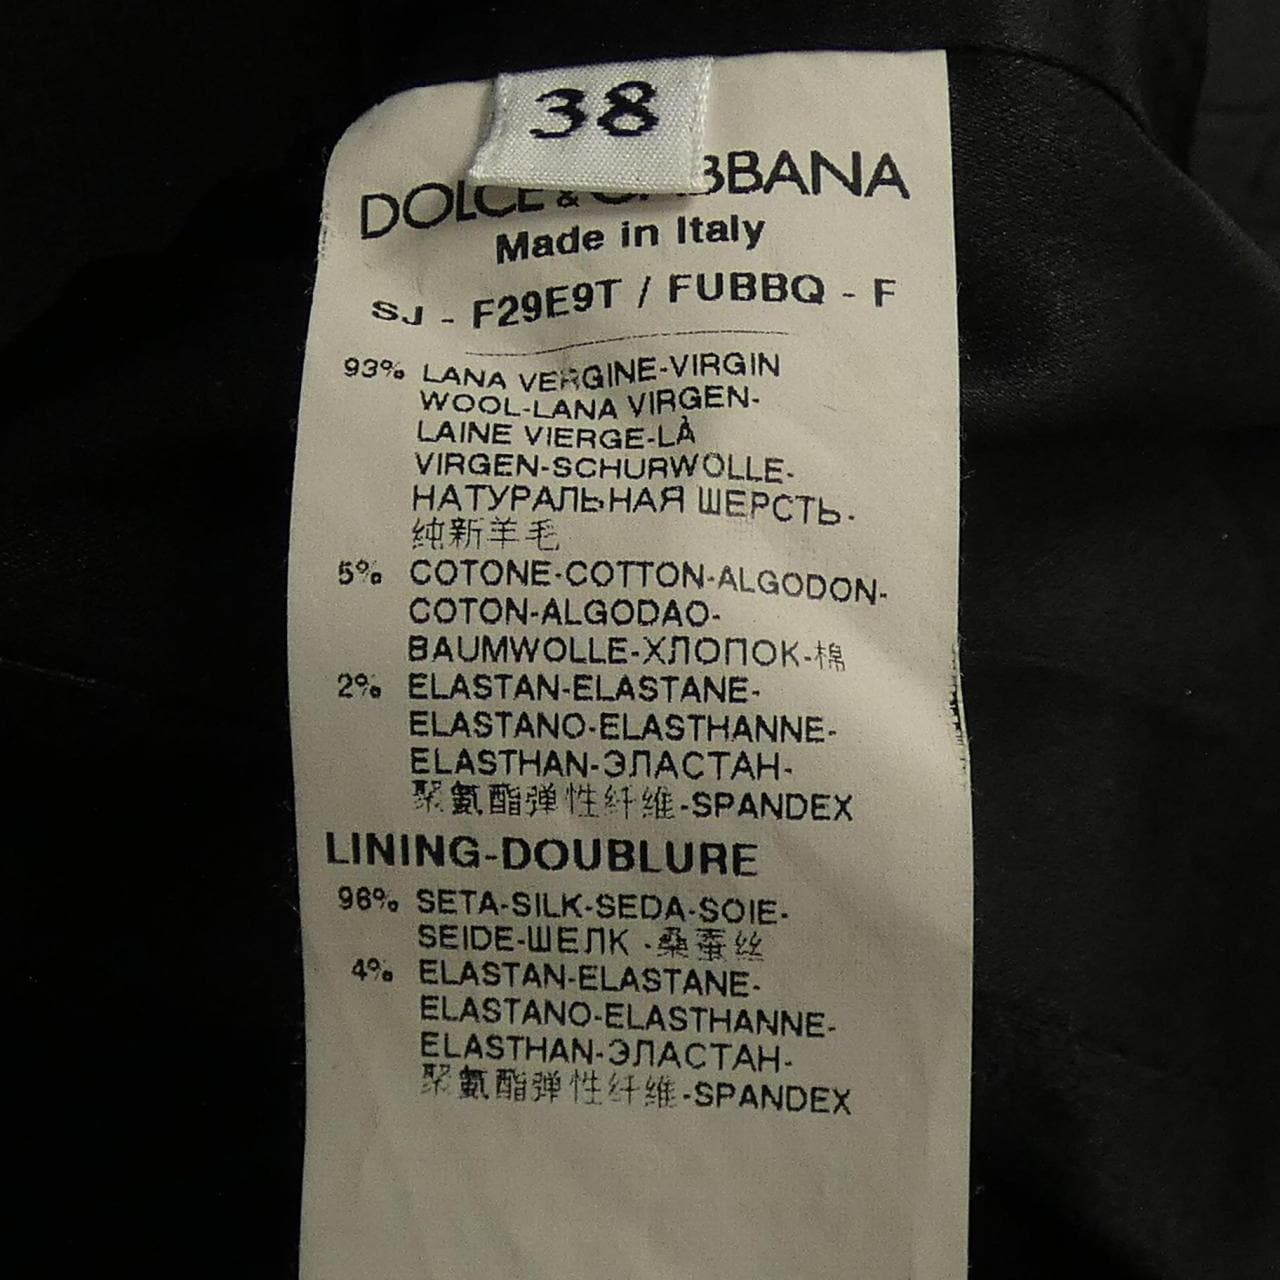 38
DOLCE & GABBANA
Made in Italy
SJ - F29E9T / FUBBQ - F
93% LANA VERGINE-VIRGIN
WOOL-LANA VIRGEN-
LAINE VIERGE-LÀ
VIRGEN-SCHURWOLLE-
НАТУРАЛЬНАЯ ШЕРСТЬ-
纯新羊毛
5% COTONE-COTTON-ALGODON-
COTON-ALGODAO-
BAUMWOLLE-ХЛОПОК-棉
2% ELASTAN-ELASTANE-
ELASTANO-ELASTHANNE-
ELASTHAN-ЭЛАСТАН-
聚氨酯弹性纤维-SPANDEX
LINING-DOUBLURE
96% SETA-SILK-SEDA-SOIE-
SEIDE-ШЕЛК -桑蚕丝
4% ELASTAN-ELASTANE-
ELASTANO-ELASTHANNE-
ELASTHAN-ЭЛАСТАН-
聚氨酯弹性纤维-SPANDEX